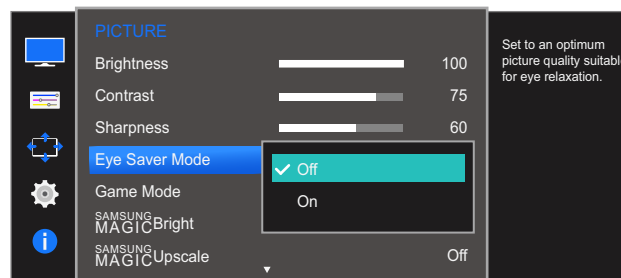 PICTURE
Brightness 100
Contrast 75
Sharpness 60
Eye Saver Mode
Off
On
Game Mode
SAMSUNG
MAGICBright
SAMSUNG
MAGICUpscale Off
Set to an optimum
picture quality suitable
for eye relaxation.